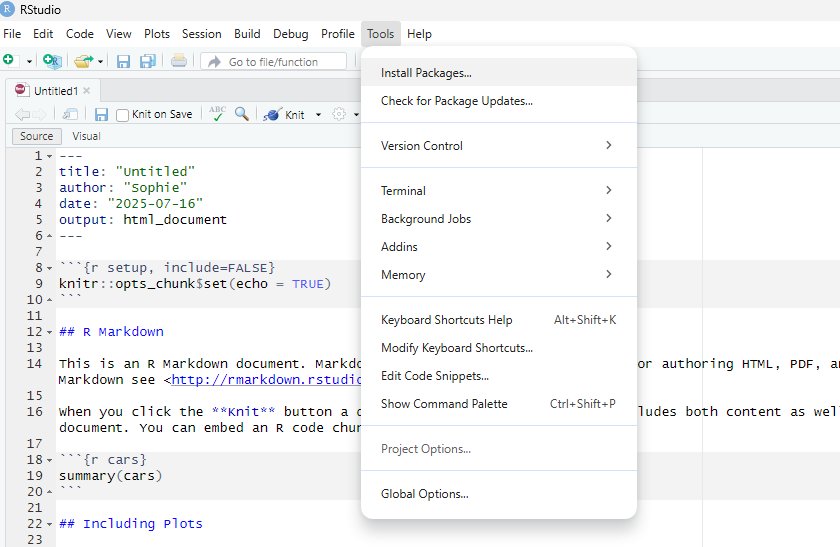 RStudio
File Edit Code View Plots Session Build Debug Profile Tools Help
Go to file/function
Untitled1
Knit on Save ABC Knit
Source Visual
1 ---
2 title: "Untitled"
3 author: "Sophie"
4 date: "2025-07-16"
5 output: html_document
6 ---
7
8 ```{r setup, include=FALSE}
9 knitr::opts_chunk$set(echo = TRUE)
10 ```
11
12 ## R Markdown
13
14 This is an R Markdown document. Markd or authoring HTML, PDF, an
Markdown see <http://rmarkdown.rstudio
15
16 When you click the **Knit** button a d ludes both content as well
document. You can embed an R code chun
17
18 ```{r cars}
19 summary(cars)
20 ```
21
22 ## Including Plots
23
Install Packages...
Check for Package Updates...
Version Control
Terminal
Background Jobs
Addins
Memory
Keyboard Shortcuts Help Alt+Shift+K
Modify Keyboard Shortcuts...
Edit Code Snippets...
Show Command Palette Ctrl+Shift+P
Project Options...
Global Options...